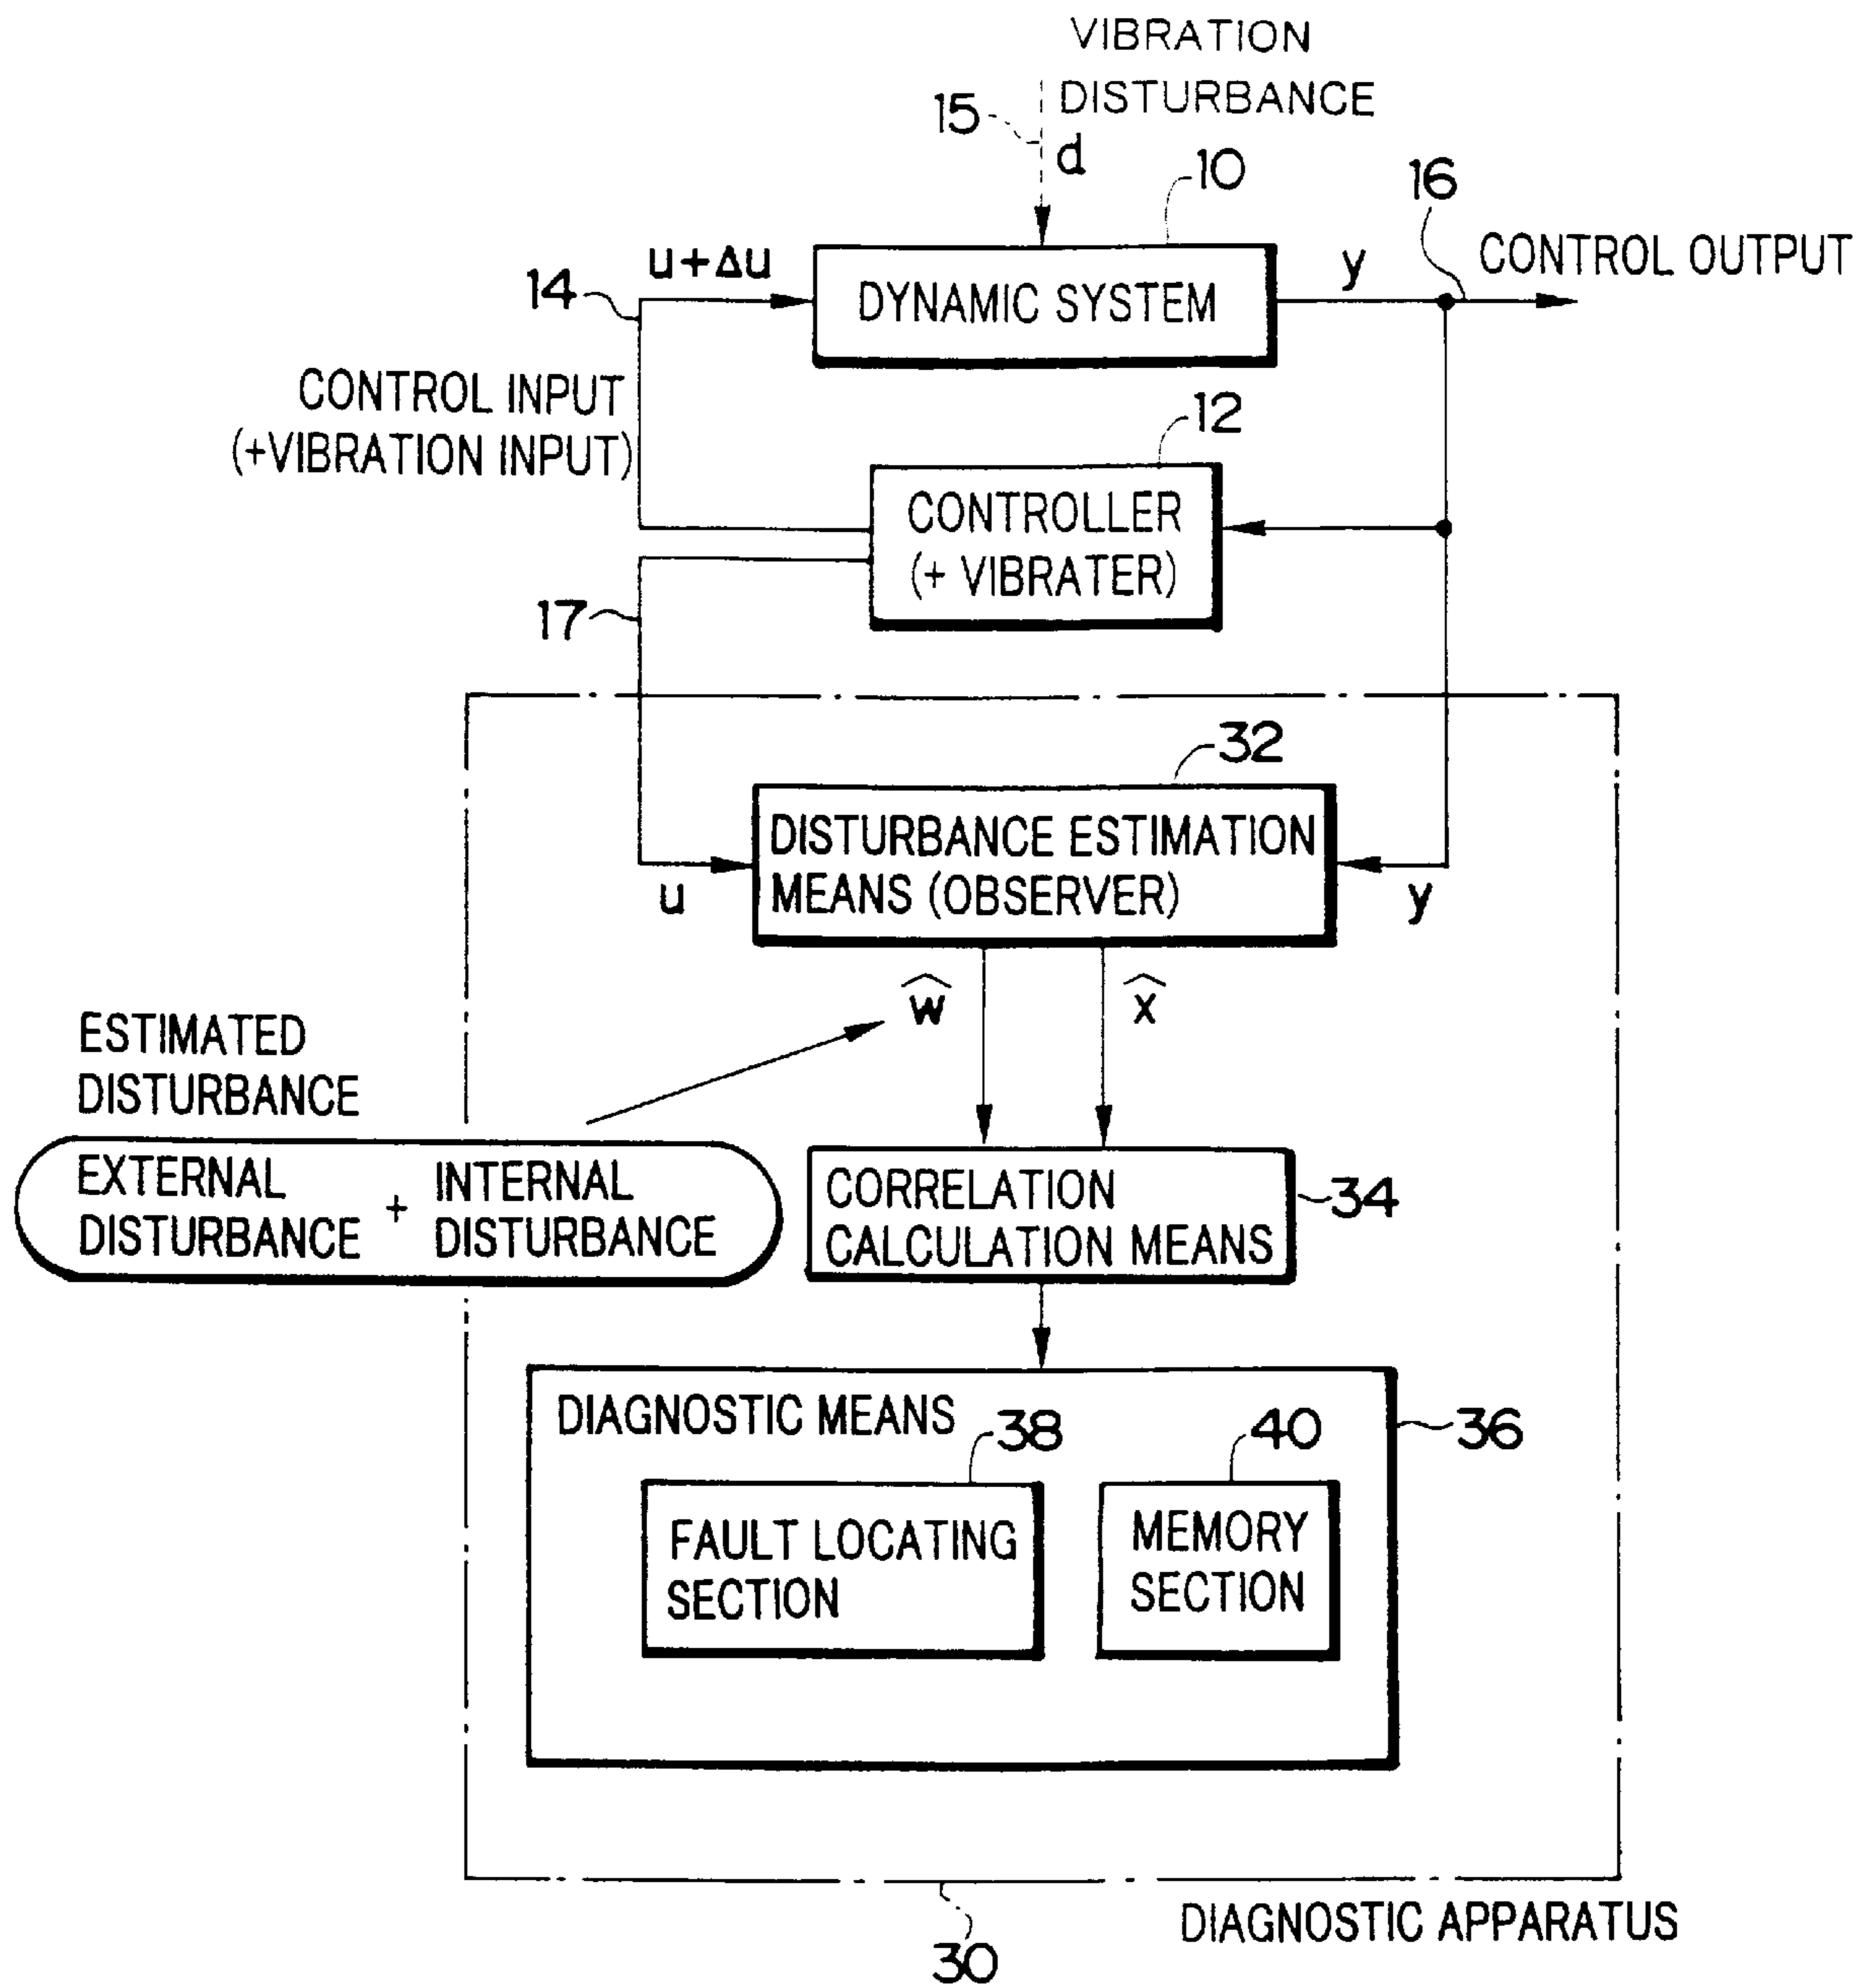 VIBRATION
DISTURBANCE
15
d
10
16
u+Δu
y
CONTROL OUTPUT
14
DYNAMIC SYSTEM
CONTROL INPUT
(+VIBRATION INPUT)
12
CONTROLLER
(+ VIBRATER)
17
32
DISTURBANCE ESTIMATION
MEANS (OBSERVER)
u
y
ŵ
x̂
ESTIMATED
DISTURBANCE
EXTERNAL
DISTURBANCE
+
INTERNAL
DISTURBANCE
CORRELATION
CALCULATION MEANS
34
DIAGNOSTIC MEANS
38
40
36
FAULT LOCATING
SECTION
MEMORY
SECTION
DIAGNOSTIC APPARATUS
30